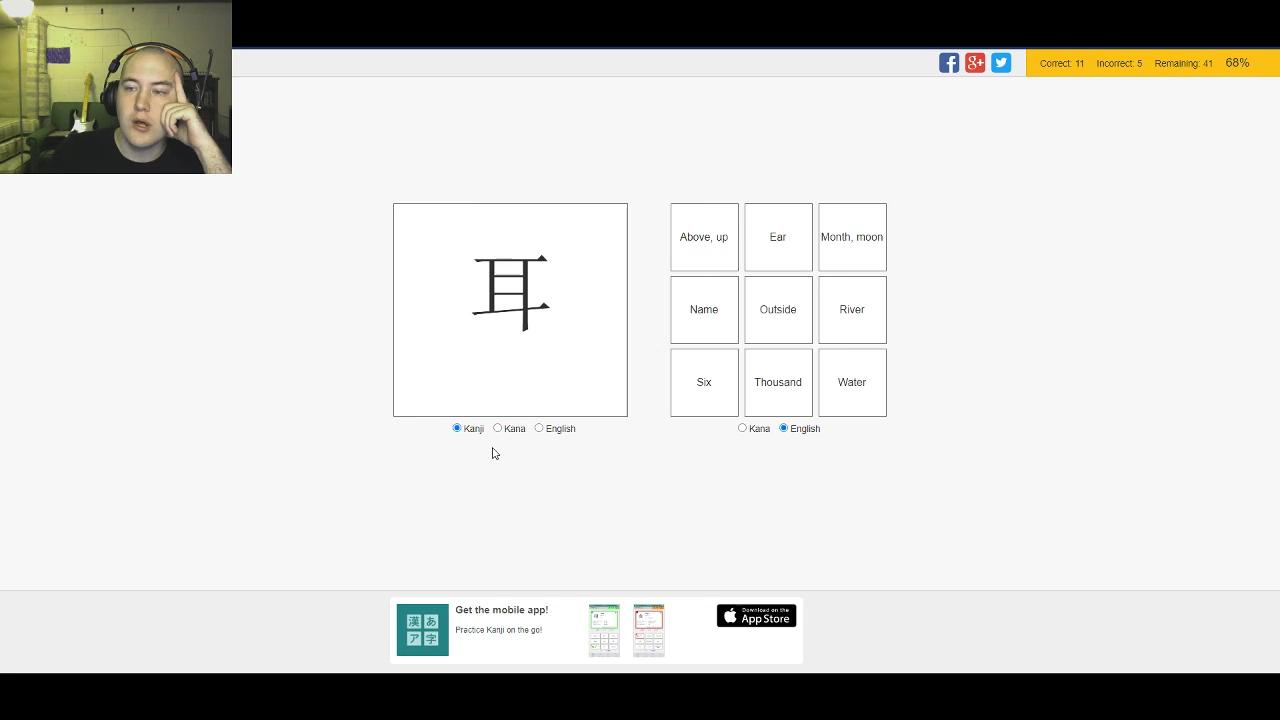 Correct: 11 Incorrect: 5 Remaining: 41 68%
耳
Above, up Ear Month, moon
Name Outside River
Six Thousand Water
Kanji Kana English
Kana English
漢あ
ア字
Get the mobile app!
Practice Kanji on the go!
Download on the
App Store